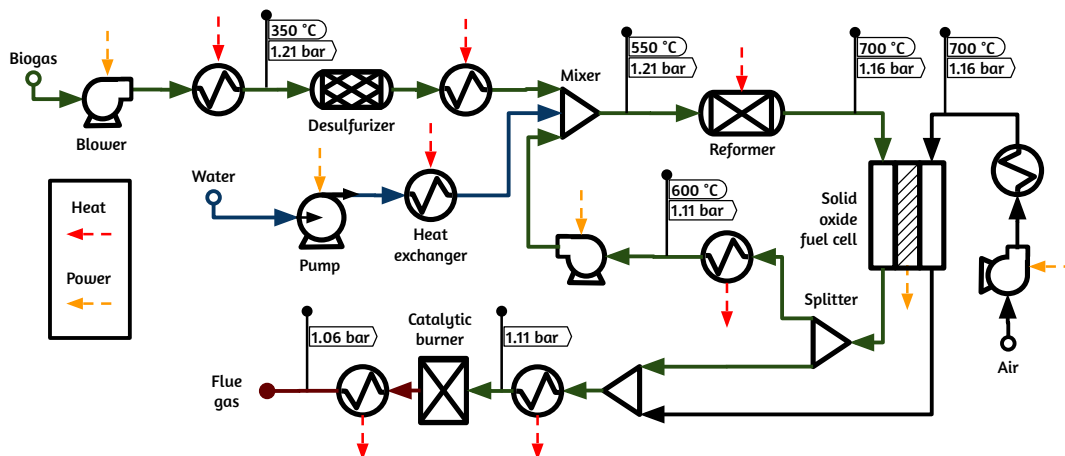 Biogas
350 °C
1.21 bar
Blower
Desulfurizer
Mixer
550 °C
1.21 bar
Reformer
700 °C
1.16 bar
700 °C
1.16 bar
Water
Pump
Heat
exchanger
600 °C
1.11 bar
Solid
oxide
fuel cell
Heat
Power
Splitter
Air
1.06 bar
Catalytic
burner
1.11 bar
Flue
gas